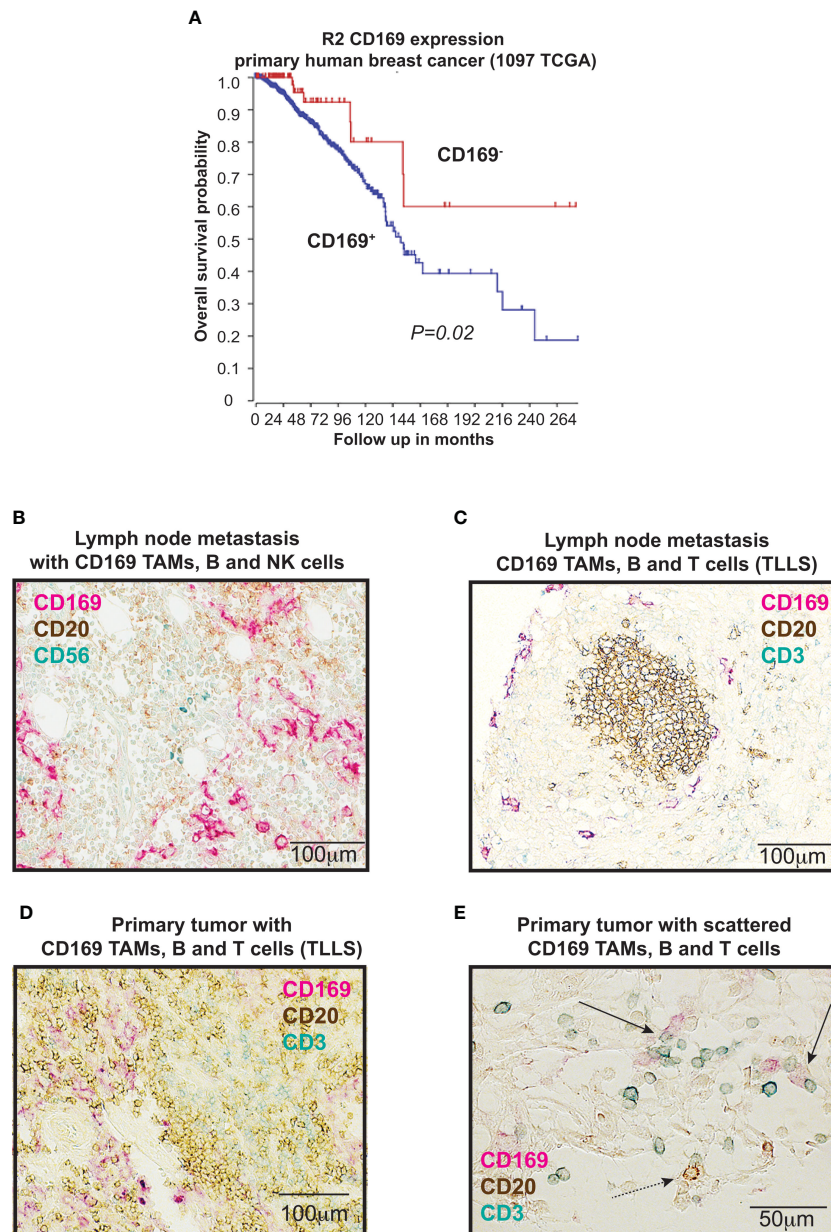 A
R2 CD169 expression
primary human breast cancer (1097 TCGA)
1.0
0.9
0.8
0.7
0.6
0.5
0.4
0.3
0.2
0.1
0
Overall survival probability
CD169-
CD169+
P=0.02
0 24 48 72 96 120 144 168 192 216 240 264
Follow up in months
B
Lymph node metastasis
with CD169 TAMs, B and NK cells
CD169
CD20
CD56
100μm
C
Lymph node metastasis
CD169 TAMs, B and T cells (TLLS)
CD169
CD20
CD3
100μm
D
Primary tumor with
CD169 TAMs, B and T cells (TLLS)
CD169
CD20
CD3
100μm
E
Primary tumor with scattered
CD169 TAMs, B and T cells
CD169
CD20
CD3
50μm